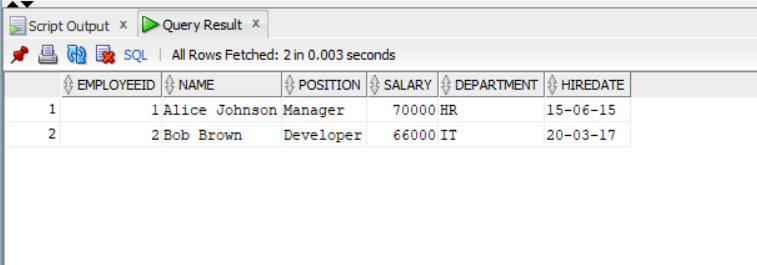 Script Output x Query Result x
SQL | All Rows Fetched: 2 in 0.003 seconds
EMPLOYEEID NAME POSITION SALARY DEPARTMENT HIREDATE
1 1 Alice Johnson Manager 70000 HR 15-06-15
2 2 Bob Brown Developer 66000 IT 20-03-17